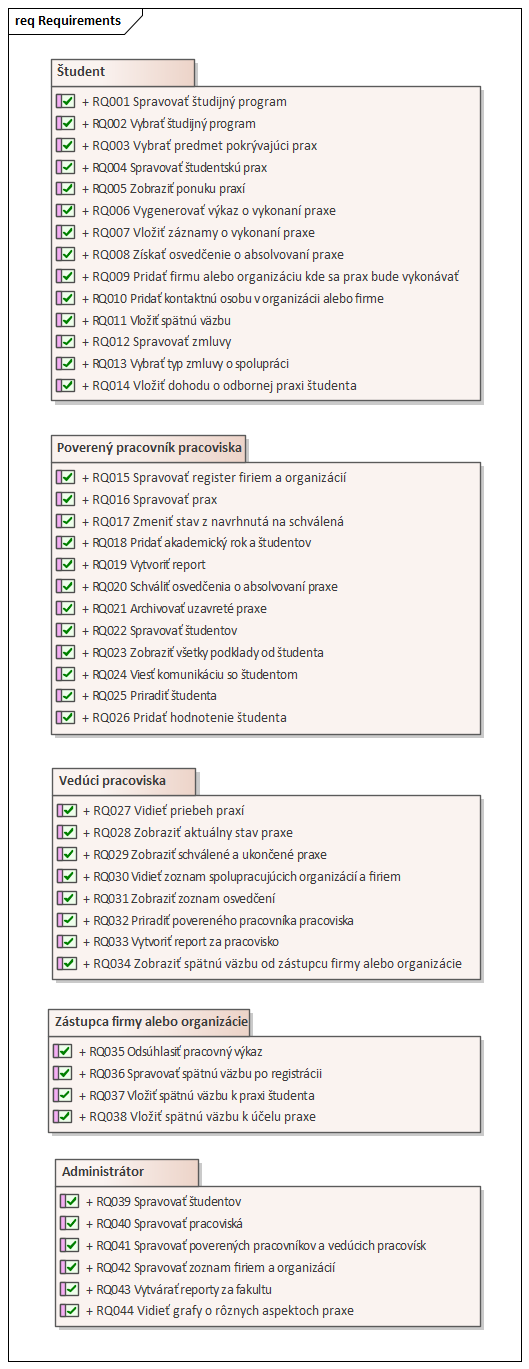 req Requirements
Študent
+ RQ001 Spravovať študijný program
+ RQ002 Vybrať študijný program
+ RQ003 Vybrať predmet pokrývajúci prax
+ RQ004 Spravovať študentskú prax
+ RQ005 Zobraziť ponuku praxí
+ RQ006 Vygenerovať výkaz o vykonaní praxe
+ RQ007 Vložiť záznamy o vykonaní praxe
+ RQ008 Získať osvedčenie o absolvovaní praxe
+ RQ009 Pridať firmu alebo organizáciu kde sa prax bude vykonávať
+ RQ010 Pridať kontaktnú osobu v organizácii alebo firme
+ RQ011 Vložiť spätnú väzbu
+ RQ012 Spravovať zmluvy
+ RQ013 Vybrať typ zmluvy o spolupráci
+ RQ014 Vložiť dohodu o odbornej praxi študenta
Poverený pracovník pracoviska
+ RQ015 Spravovať register firiem a organizácií
+ RQ016 Spravovať prax
+ RQ017 Zmeniť stav z navrhnutá na schválená
+ RQ018 Pridať akademický rok a študentov
+ RQ019 Vytvoriť report
+ RQ020 Schváliť osvedčenia o absolvovaní praxe
+ RQ021 Archivovať uzavreté praxe
+ RQ022 Spravovať študentov
+ RQ023 Zobraziť všetky podklady od študenta
+ RQ024 Viesť komunikáciu so študentom
+ RQ025 Priradiť študenta
+ RQ026 Pridať hodnotenie študenta
Vedúci pracoviska
+ RQ027 Vidieť priebeh praxí
+ RQ028 Zobraziť aktuálny stav praxe
+ RQ029 Zobraziť schválené a ukončené praxe
+ RQ030 Vidieť zoznam spolupracujúcich organizácií a firiem
+ RQ031 Zobraziť zoznam osvedčení
+ RQ032 Priradiť povereného pracovníka pracoviska
+ RQ033 Vytvoriť report za pracovisko
+ RQ034 Zobraziť spätnú väzbu od zástupcu firmy alebo organizácie
Zástupca firmy alebo organizácie
+ RQ035 Odsúhlasiť pracovný výkaz
+ RQ036 Spravovať spätnú väzbu po registrácii
+ RQ037 Vložiť spätnú väzbu k praxi študenta
+ RQ038 Vložiť spätnú väzbu k účelu praxe
Administrátor
+ RQ039 Spravovať študentov
+ RQ040 Spravovať pracoviská
+ RQ041 Spravovať poverených pracovníkov a vedúcich pracovísk
+ RQ042 Spravovať zoznam firiem a organizácií
+ RQ043 Vytvárať reporty za fakultu
+ RQ044 Vidieť grafy o rôznych aspektoch praxe